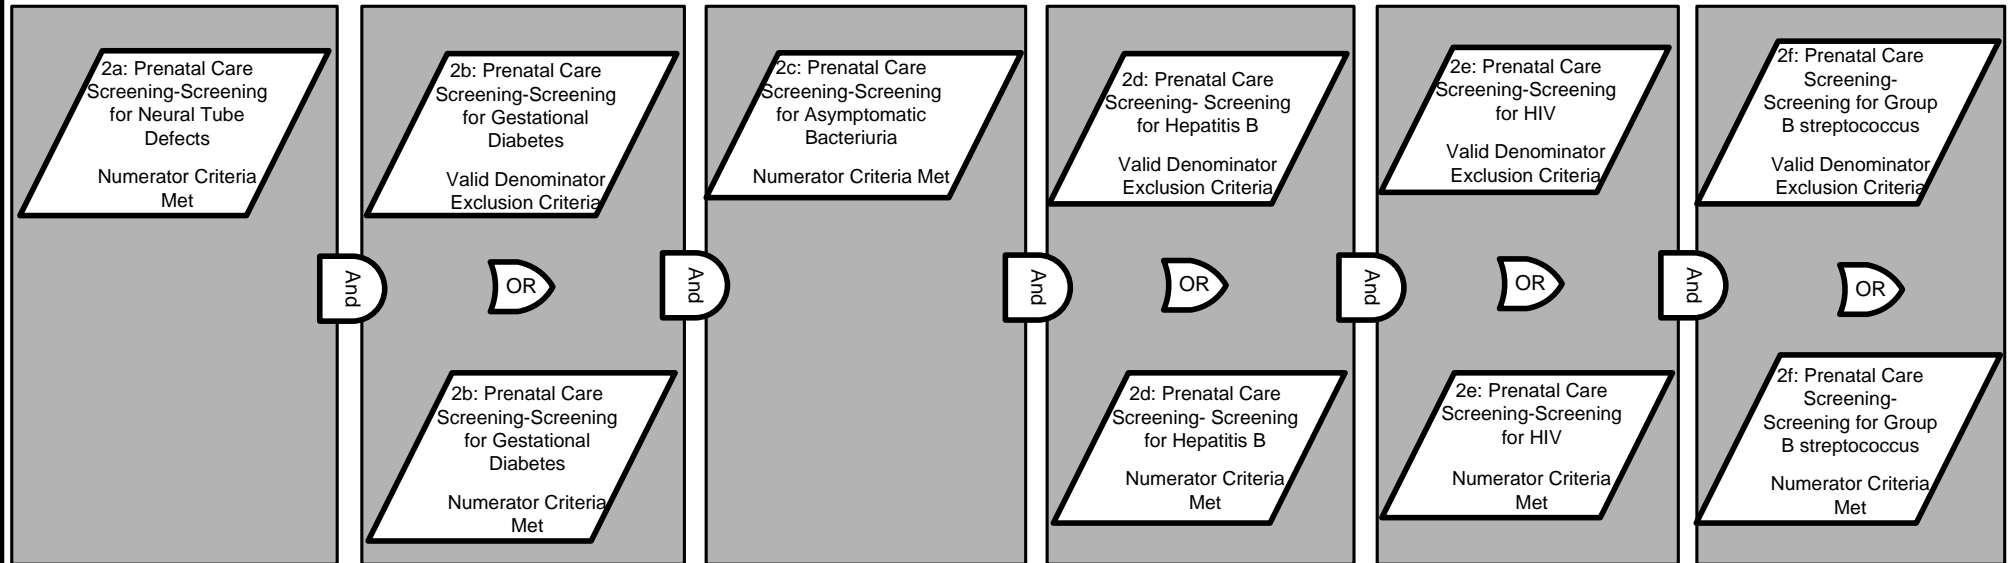 2a: Prenatal Care
Screening-Screening
for Neural Tube
Defects
Numerator Criteria
Met
And
2b: Prenatal Care
Screening-Screening
for Gestational
Diabetes
Valid Denominator
Exclusion Criteria
OR
2b: Prenatal Care
Screening-Screening
for Gestational
Diabetes
Numerator Criteria
Met
And
2c: Prenatal Care
Screening-Screening
for Asymptomatic
Bacteriuria
Numerator Criteria Met
And
2d: Prenatal Care
Screening- Screening
for Hepatitis B
Valid Denominator
Exclusion Criteria
OR
2d: Prenatal Care
Screening- Screening
for Hepatitis B
Numerator Criteria
Met
And
2e: Prenatal Care
Screening-Screening
for HIV
Valid Denominator
Exclusion Criteria
OR
2e: Prenatal Care
Screening-Screening
for HIV
Numerator Criteria
Met
And
2f: Prenatal Care
Screening-
Screening for Group
B streptococcus
Valid Denominator
Exclusion Criteria
OR
2f: Prenatal Care
Screening-
Screening for Group
B streptococcus
Numerator Criteria
Met